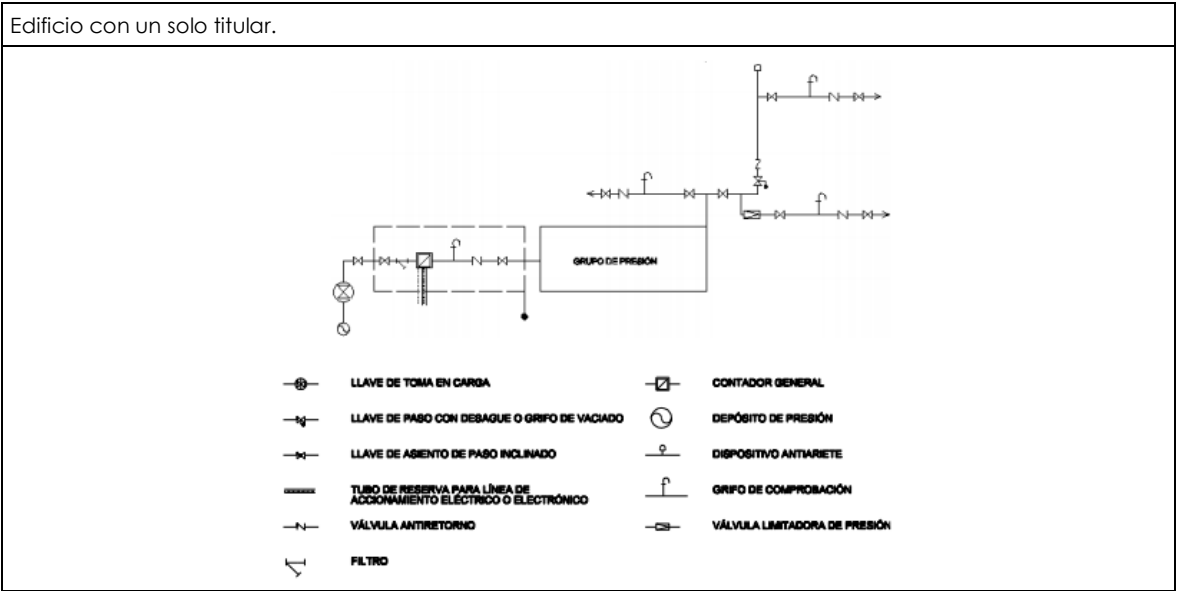 Edificio con un solo titular.
GRUPO DE PRESIÓN
LLAVE DE TOMA EN CARGA
CONTADOR GENERAL
LLAVE DE PASO CON DESAGUE O GRIFO DE VACIADO
DEPÓSITO DE PRESIÓN
LLAVE DE ASIENTO DE PASO INCLINADO
DISPOSITIVO ANTIARIETE
TUBO DE RESERVA PARA LÍNEA DE
ACCIONAMIENTO ELÉCTRICO O ELECTRÓNICO
GRIFO DE COMPROBACIÓN
VÁLVULA ANTIRETORNO
VÁLVULA LIMITADORA DE PRESIÓN
FILTRO